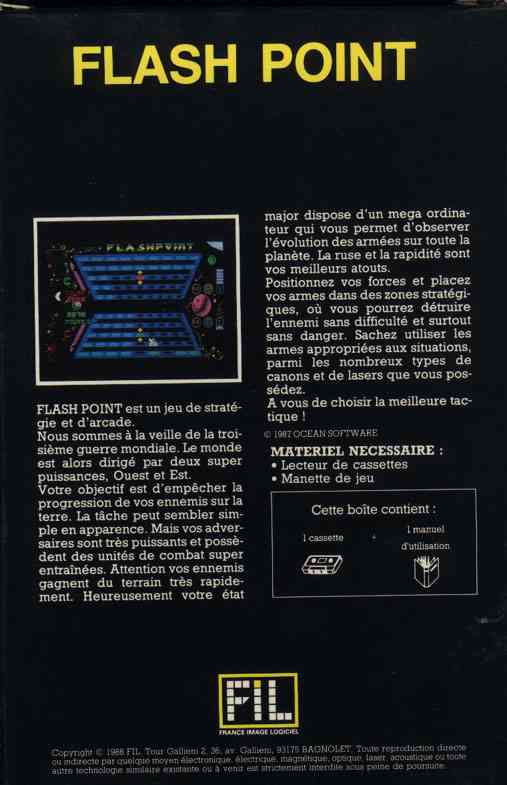 FLASH POINT
FLASHPOINT
FLASH POINT est un jeu de straté-
gie et d'arcade.
Nous sommes à la veille de la troi-
sième guerre mondiale. Le monde
est alors dirigé par deux super
puissances, Ouest et Est.
Votre objectif est d'empêcher la
progression de vos ennemis sur la
terre. La tâche peut sembler sim-
ple en apparence. Mais vos adver-
saires sont très puissants et possè-
dent des unités de combat super
entraînées. Attention vos ennemis
gagnent du terrain très rapide-
ment. Heureusement votre état
major dispose d'un mega ordina-
teur qui vous permet d'observer
l'évolution des armées sur toute la
planète. La ruse et la rapidité sont
vos meilleurs atouts.
Positionnez vos forces et placez
vos armes dans des zones stratégi-
ques, où vous pourrez détruire
l'ennemi sans difficulté et surtout
sans danger. Sachez utiliser les
armes appropriées aux situations,
parmi les nombreux types de
canons et de lasers que vous pos-
sédez.
A vous de choisir la meilleure tac-
tique !
© 1987 OCEAN SOFTWARE
MATERIEL NECESSAIRE :
• Lecteur de cassettes
• Manette de jeu
Cette boîte contient :
1 cassette + 1 manuel
d'utilisation
FIL
FRANCE IMAGE LOGICIEL
Copyright © 1988 FIL. Tour Gallieni 2, 36, av. Gallieni, 93175 BAGNOLET. Toute reproduction directe
ou indirecte par quelque moyen électronique, électrique, magnétique, optique, laser, acoustique ou toute
autre technologie similaire existante ou à venir est strictement interdite sous peine de poursuite.